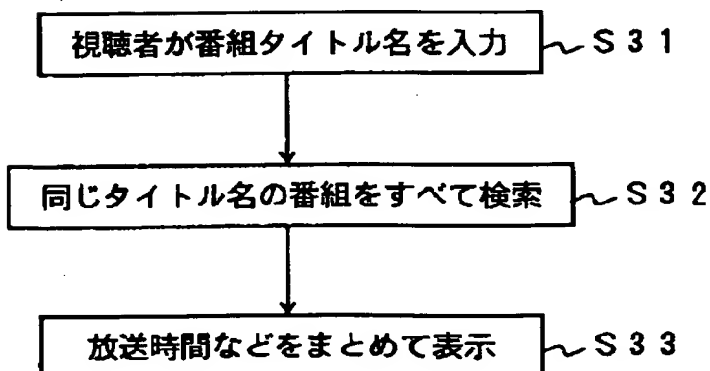 視聴者が番組タイトル名を入力 S31
同じタイトル名の番組をすべて検索 S32
放送時間などをまとめて表示 S33